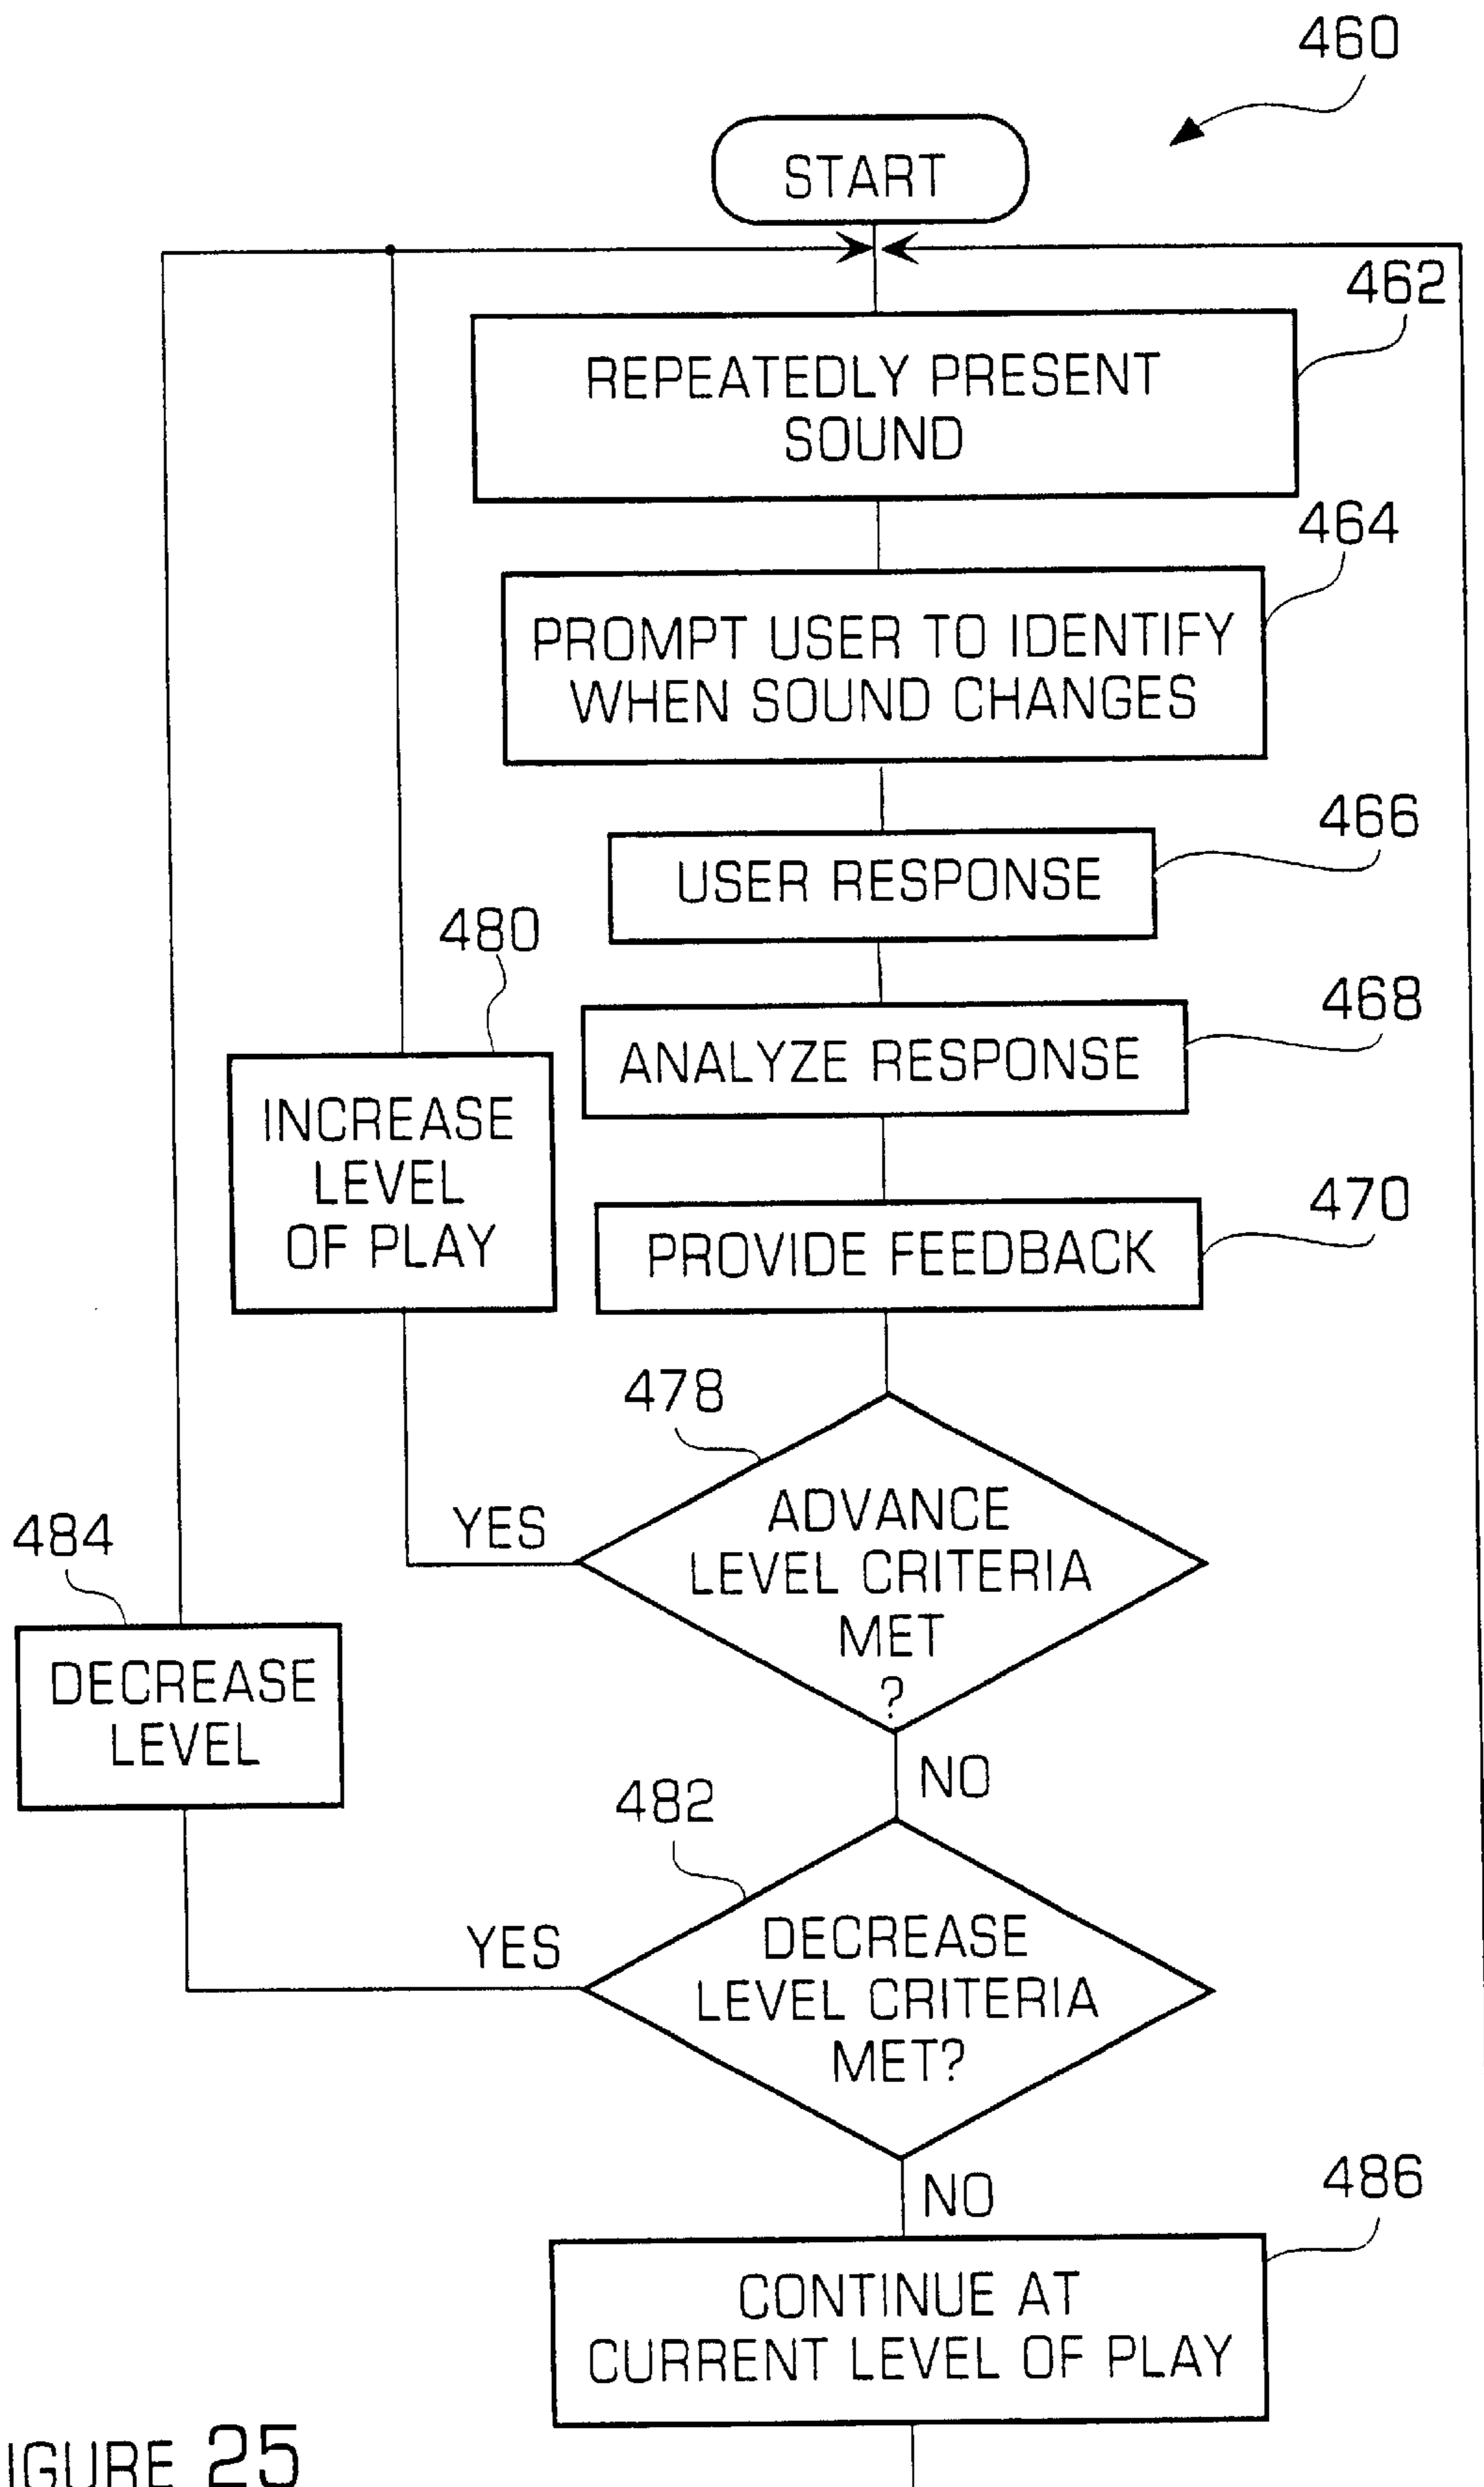 460
START
462
REPEATEDLY PRESENT
SOUND
464
PROMPT USER TO IDENTIFY
WHEN SOUND CHANGES
466
USER RESPONSE
480
468
ANALYZE RESPONSE
INCREASE
LEVEL
OF PLAY
470
PROVIDE FEEDBACK
478
ADVANCE
LEVEL CRITERIA
MET
?
YES
484
DECREASE
LEVEL
NO
482
YES
DECREASE
LEVEL CRITERIA
MET?
NO
486
CONTINUE AT
CURRENT LEVEL OF PLAY
IGURE 25